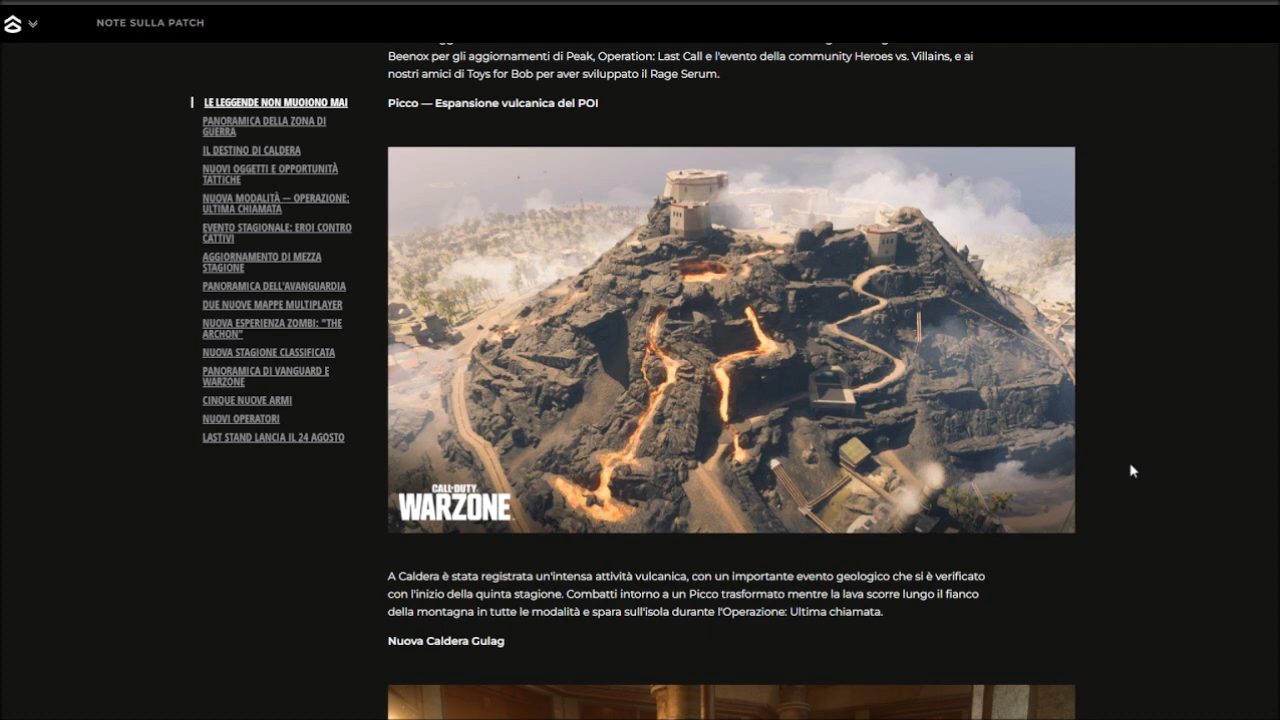 NOTE SULLA PATCH
LE LEGGENDE NON MUOIONO MAI
PANORAMICA DELLA ZONA DI
GUERRA
IL DESTINO DI CALDERA
NUOVI OGGETTI E OPPORTUNITÀ
TATTICHE
NUOVA MODALITÀ — OPERAZIONE:
ULTIMA CHIAMATA
EVENTO STAGIONALE: EROI CONTRO
CATTIVI
AGGIORNAMENTO DI MEZZA
STAGIONE
PANORAMICA DELL'AVANGUARDIA
DUE NUOVE MAPPE MULTIPLAYER
NUOVA ESPERIENZA ZOMBI: "THE
ARCHON"
NUOVA STAGIONE CLASSIFICATA
PANORAMICA DI VANGUARD E
WARZONE
CINQUE NUOVE ARMI
NUOVI OPERATORI
LAST STAND LANCIA IL 24 AGOSTO
Beenox per gli aggiornamenti di Peak, Operation: Last Call e l'evento della community Heroes vs. Villains, e ai
nostri amici di Toys for Bob per aver sviluppato il Rage Serum.
Picco — Espansione vulcanica del POI
CALL OF DUTY
WARZONE
A Caldera è stata registrata un'intensa attività vulcanica, con un importante evento geologico che si è verificato
con l'inizio della quinta stagione. Combatti intorno a un Picco trasformato mentre la lava scorre lungo il fianco
della montagna in tutte le modalità e spara sull'isola durante l'Operazione: Ultima chiamata.
Nuova Caldera Gulag